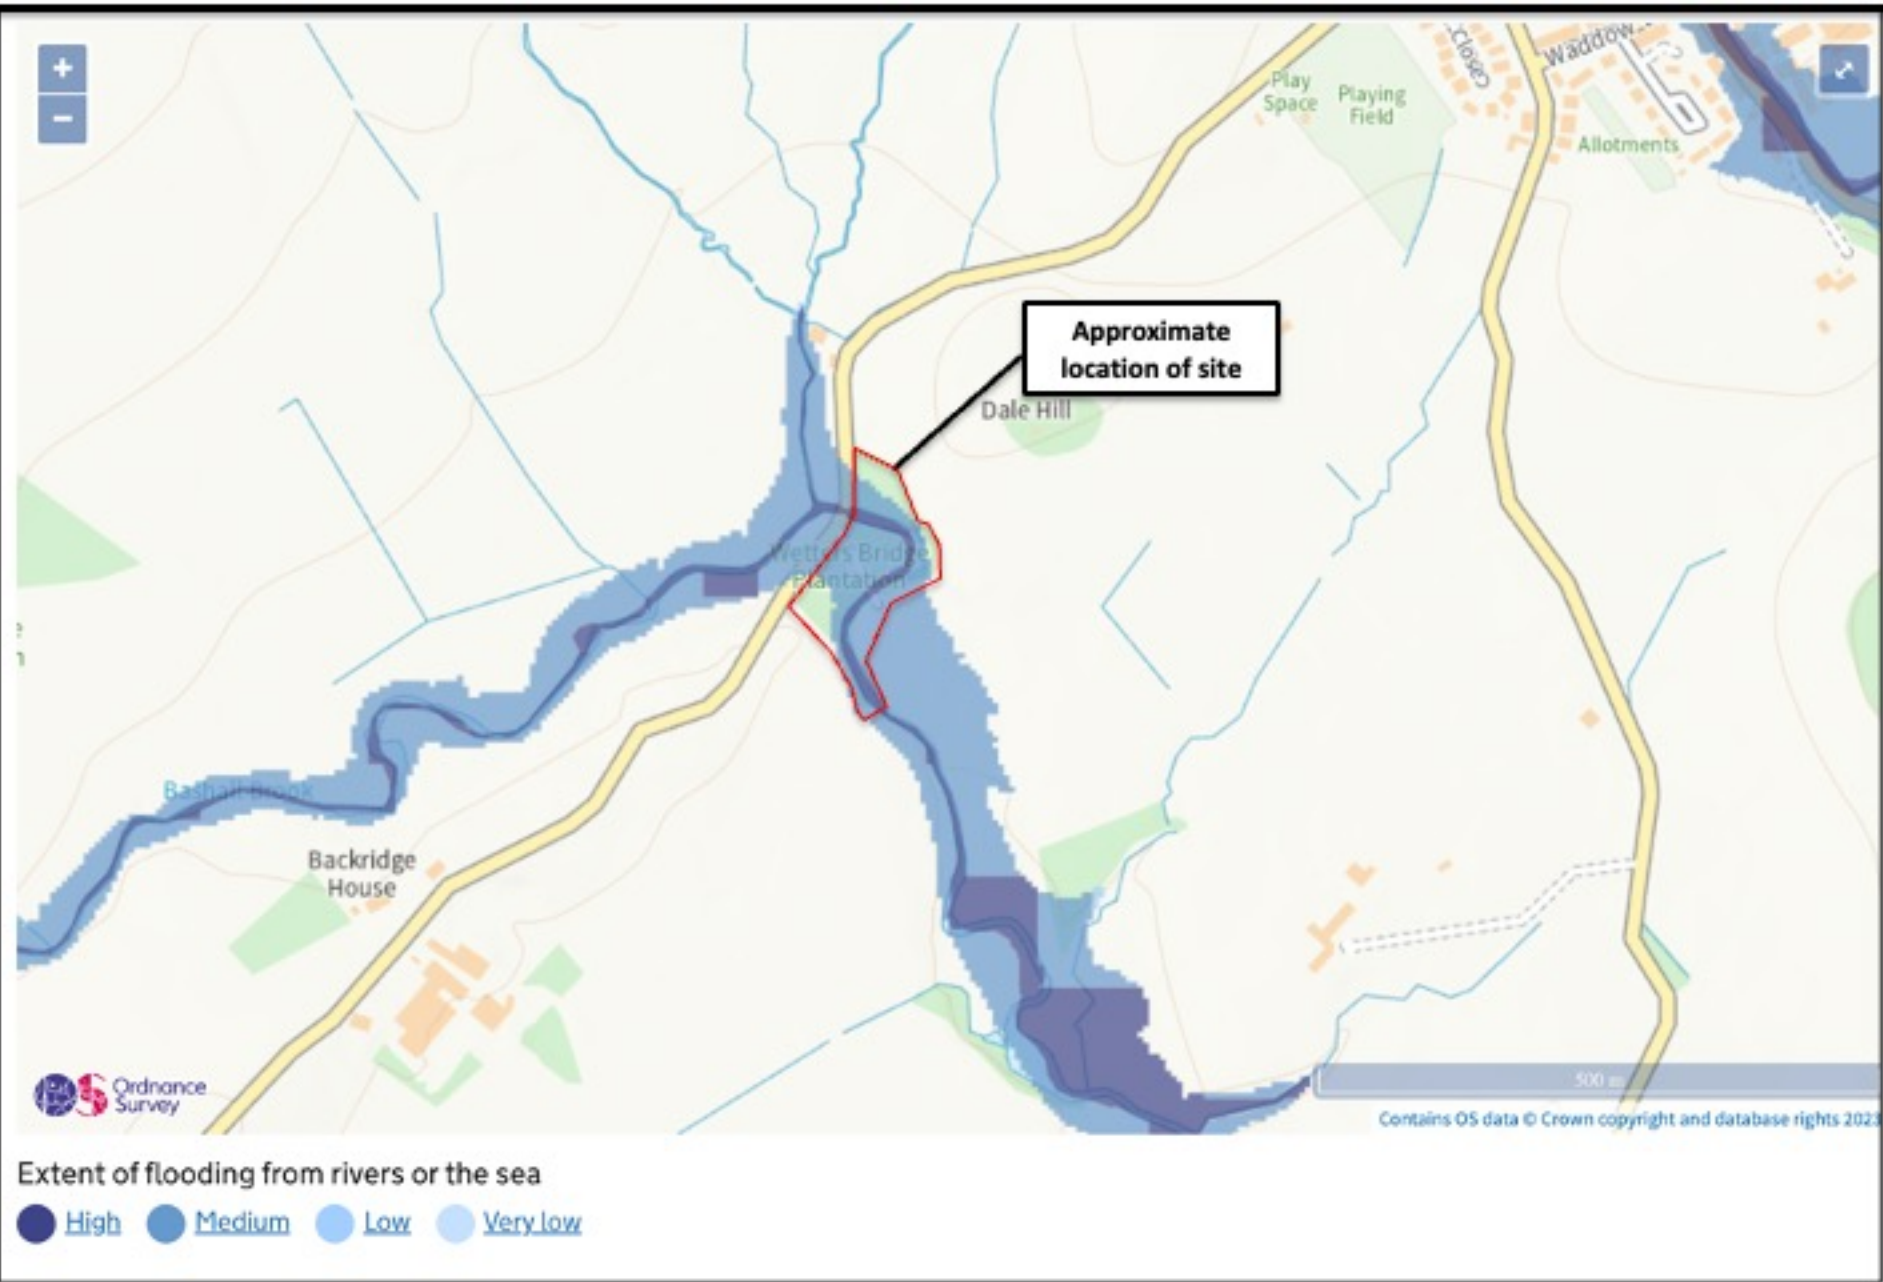 +
−
Close
Waddow
Play
Space
Playing
Field
Allotments
Approximate
location of site
Dale Hill
Wetters Bridge
Plantation
Bashall Brook
Backridge
House
Ordnance
Survey
500 m
Contains OS data © Crown copyright and database rights 2023
Extent of flooding from rivers or the sea
High
Medium
Low
Very low